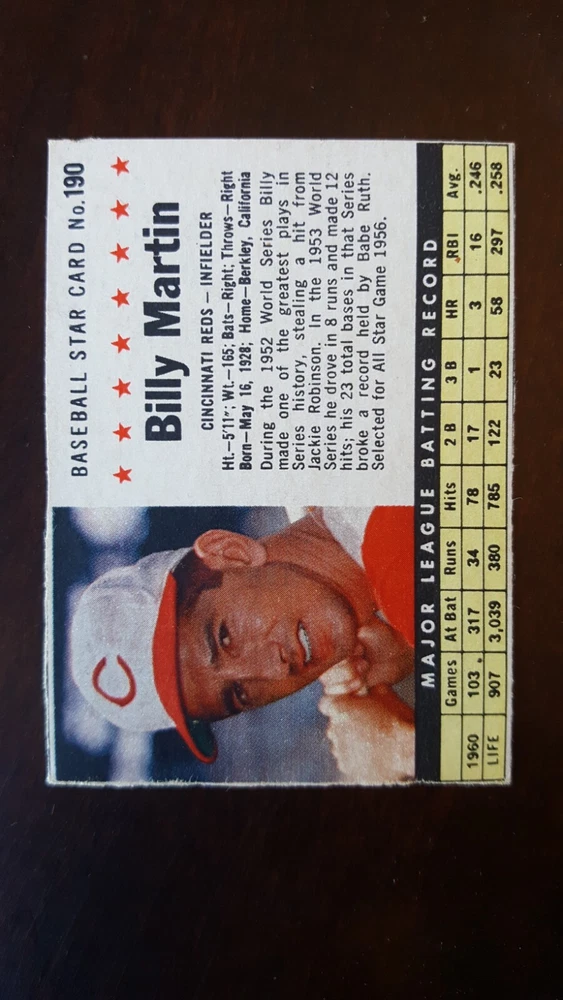 BASEBALL STAR CARD No.190
Billy Martin
CINCINNATI REDS — INFIELDER
Ht.—5'11"; Wt.—165; Bats—Right; Throws—Right
Born—May 16, 1928; Home—Berkley, California
During the 1952 World Series Billy
made one of the greatest plays in
Series history, stealing a hit from
Jackie Robinson. In the 1953 World
Series he drove in 8 runs and made 12
hits; his 23 total bases in that Series
broke a record held by Babe Ruth.
Selected for All Star Game 1956.
C
MAJOR LEAGUE BATTING RECORD
Games At Bat Runs Hits 2 B 3 B HR RBI Avg.
1960 103 317 34 78 17 1 3 16 .246
LIFE 907 3,039 380 785 122 23 58 297 .258